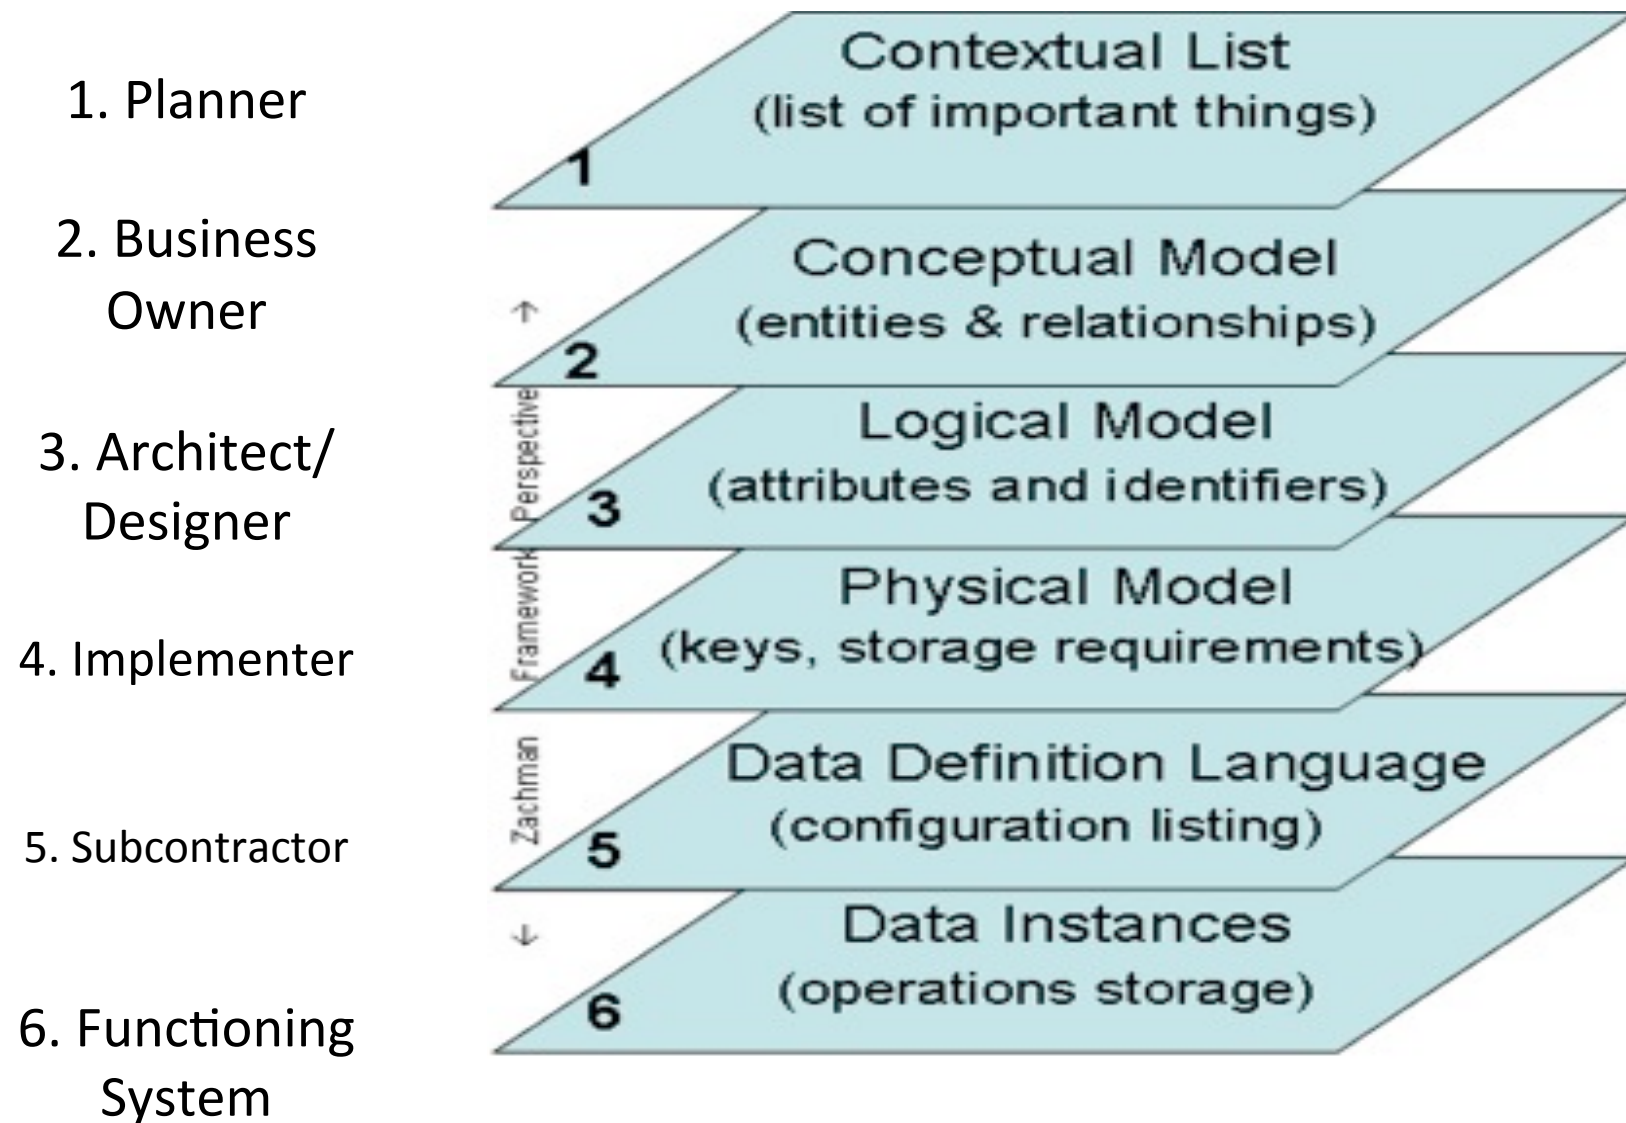 1. Planner
2. Business
Owner
3. Architect/
Designer
4. Implementer
5. Subcontractor
6. Functioning
System
Zachman Framework Perspective
Contextual List
(list of important things)
1
Conceptual Model
(entities & relationships)
2
Logical Model
(attributes and identifiers)
3
Physical Model
(keys, storage requirements)
4
Data Definition Language
(configuration listing)
5
Data Instances
(operations storage)
6